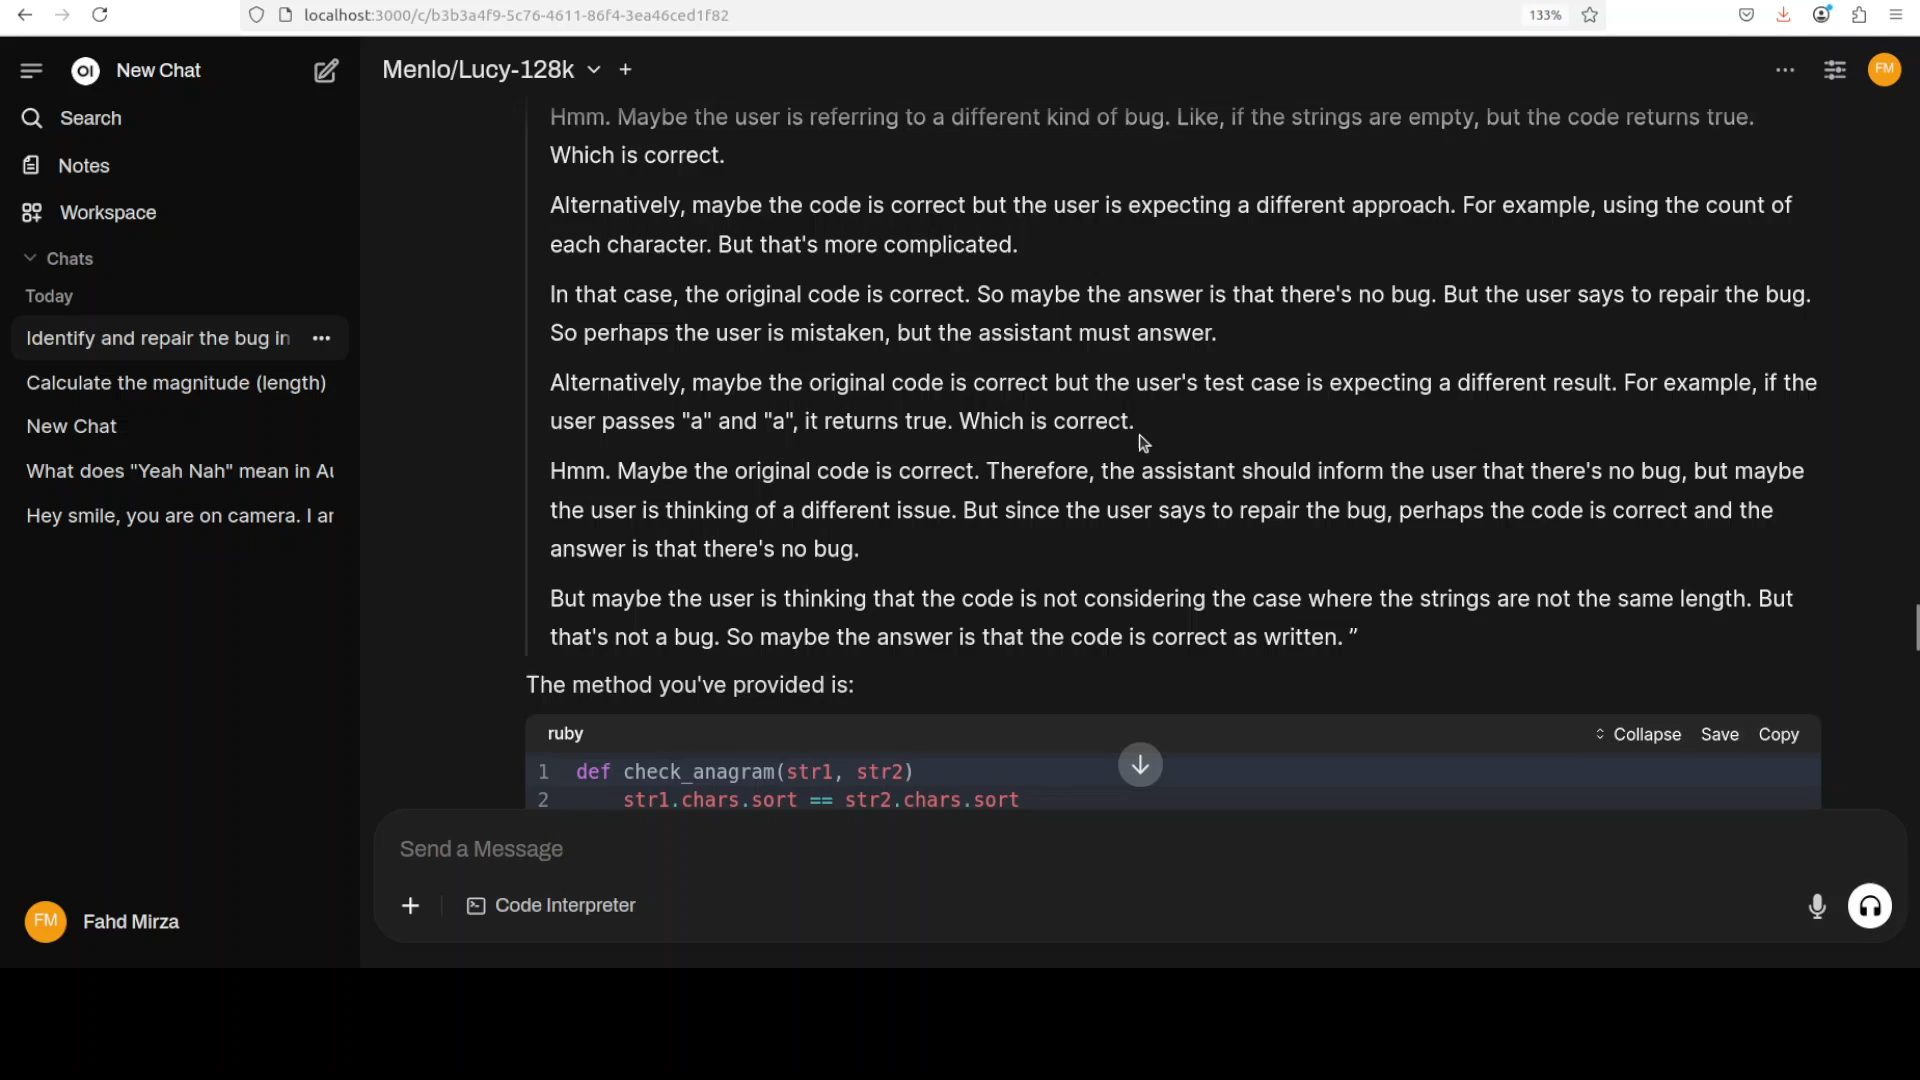 localhost:3000/c/b3b3a4f9-5c76-4611-86f4-3ea46ced1f82
133%
OI New Chat
Menlo/Lucy-128k
FM
Search
Notes
Workspace
Chats
Today
Identify and repair the bug in
Calculate the magnitude (length)
New Chat
What does "Yeah Nah" mean in Au
Hey smile, you are on camera. I ar
FM Fahd Mirza
Hmm. Maybe the user is referring to a different kind of bug. Like, if the strings are empty, but the code returns true.
Which is correct.
Alternatively, maybe the code is correct but the user is expecting a different approach. For example, using the count of
each character. But that's more complicated.
In that case, the original code is correct. So maybe the answer is that there's no bug. But the user says to repair the bug.
So perhaps the user is mistaken, but the assistant must answer.
Alternatively, maybe the original code is correct but the user's test case is expecting a different result. For example, if the
user passes "a" and "a", it returns true. Which is correct.
Hmm. Maybe the original code is correct. Therefore, the assistant should inform the user that there's no bug, but maybe
the user is thinking of a different issue. But since the user says to repair the bug, perhaps the code is correct and the
answer is that there's no bug.
But maybe the user is thinking that the code is not considering the case where the strings are not the same length. But
that's not a bug. So maybe the answer is that the code is correct as written. ”
The method you've provided is:
ruby
Collapse Save Copy
1 def check_anagram(str1, str2)
2 str1.chars.sort == str2.chars.sort
Send a Message
Code Interpreter